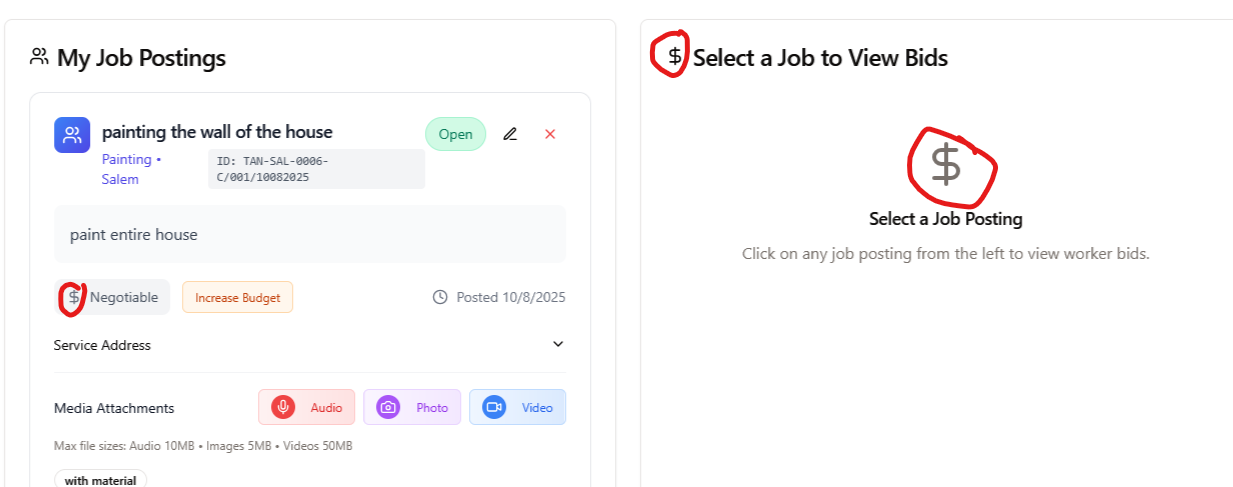 My Job Postings
painting the wall of the house
Open
Painting •
Salem
ID: TAN-SAL-0006-
C/001/10082025
paint entire house
$ Negotiable
Increase Budget
Posted 10/8/2025
Service Address
Media Attachments
Audio
Photo
Video
Max file sizes: Audio 10MB • Images 5MB • Videos 50MB
with material
$ Select a Job to View Bids
$
Select a Job Posting
Click on any job posting from the left to view worker bids.